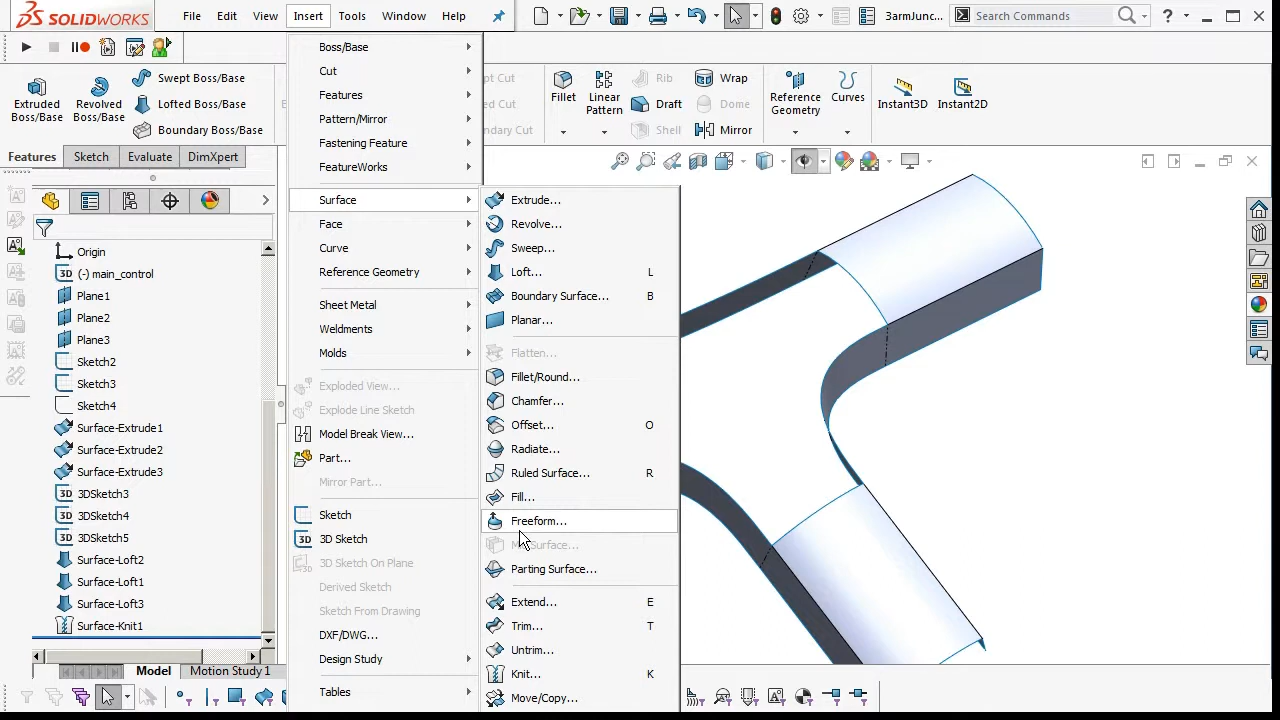 SOLIDWORKS File Edit View Insert Tools Window Help 3armJunc... Search Commands ?
Extruded Boss/Base
Revolved Boss/Base
Swept Boss/Base
Lofted Boss/Base
Boundary Boss/Base
Fillet
Linear Pattern
Rib
Draft
Shell
Wrap
Dome
Mirror
Reference Geometry
Curves
Instant3D
Instant2D
Features Sketch Evaluate DimXpert
Origin
3D (-) main_control
Plane1
Plane2
Plane3
Sketch2
Sketch3
Sketch4
Surface-Extrude1
Surface-Extrude2
Surface-Extrude3
3D 3DSketch3
3D 3DSketch4
3D 3DSketch5
Surface-Loft2
Surface-Loft1
Surface-Loft3
Surface-Knit1
Model Motion Study 1
Boss/Base
Cut
Features
Pattern/Mirror
Fastening Feature
FeatureWorks
Surface
Face
Curve
Reference Geometry
Sheet Metal
Weldments
Molds
Exploded View...
Explode Line Sketch
Model Break View...
Part...
Mirror Part...
Sketch
3D 3D Sketch
3D Sketch On Plane
Derived Sketch
Sketch From Drawing
DXF/DWG...
Design Study
Tables
Extrude...
Revolve...
Sweep...
Loft... L
Boundary Surface... B
Planar...
Flatten...
Fillet/Round...
Chamfer...
Offset... O
Radiate...
Ruled Surface... R
Fill...
Freeform...
Surface...
Parting Surface...
Extend... E
Trim... T
Untrim...
Knit... K
Move/Copy...